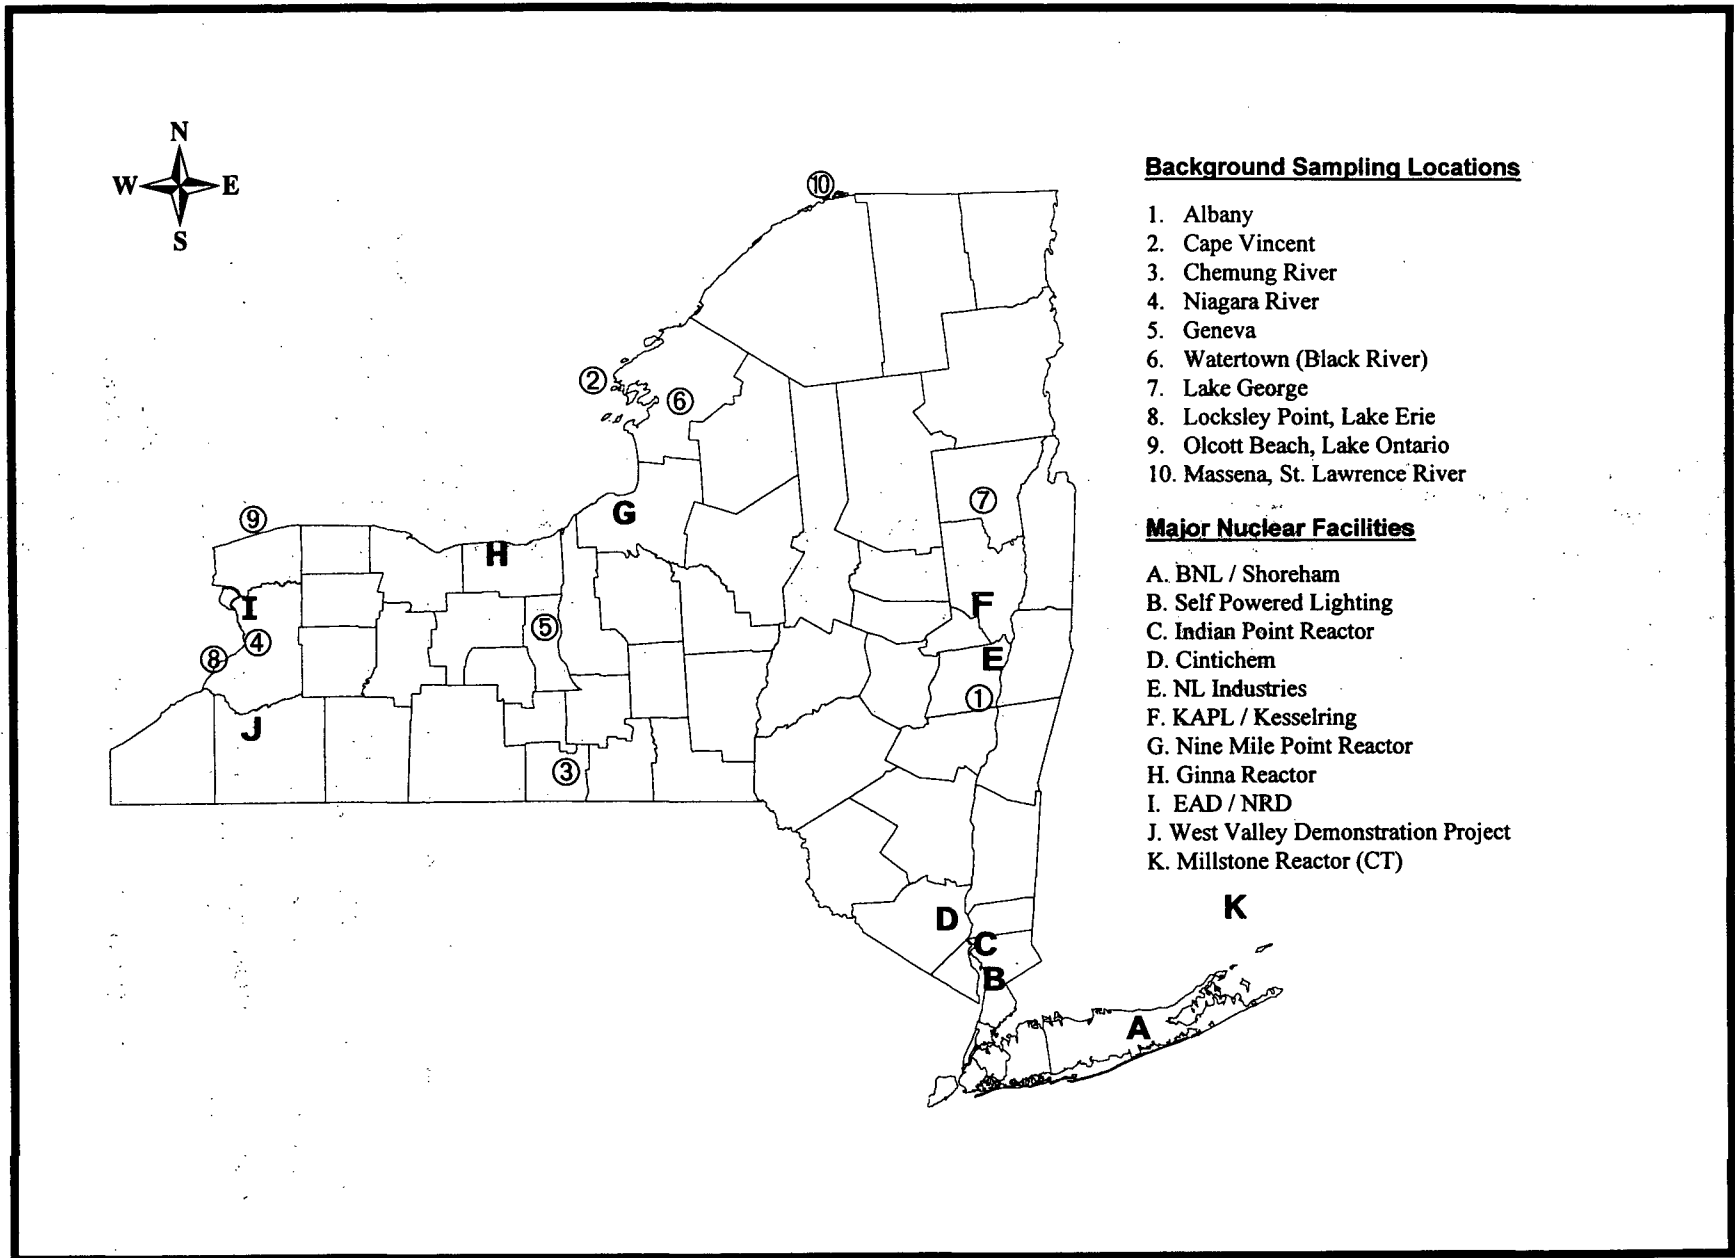 N
W E
S
Background Sampling Locations
1. Albany
2. Cape Vincent
3. Chemung River
4. Niagara River
5. Geneva
6. Watertown (Black River)
7. Lake George
8. Locksley Point, Lake Erie
9. Olcott Beach, Lake Ontario
10. Massena, St. Lawrence River
Major Nuclear Facilities
A. BNL / Shoreham
B. Self Powered Lighting
C. Indian Point Reactor
D. Cintichem
E. NL Industries
F. KAPL / Kesselring
G. Nine Mile Point Reactor
H. Ginna Reactor
I. EAD / NRD
J. West Valley Demonstration Project
K. Millstone Reactor (CT)
⑩
②
⑥
⑦
G
⑨
H
I
F
⑤
④
⑧
E
①
J
③
K
D
C
B
A